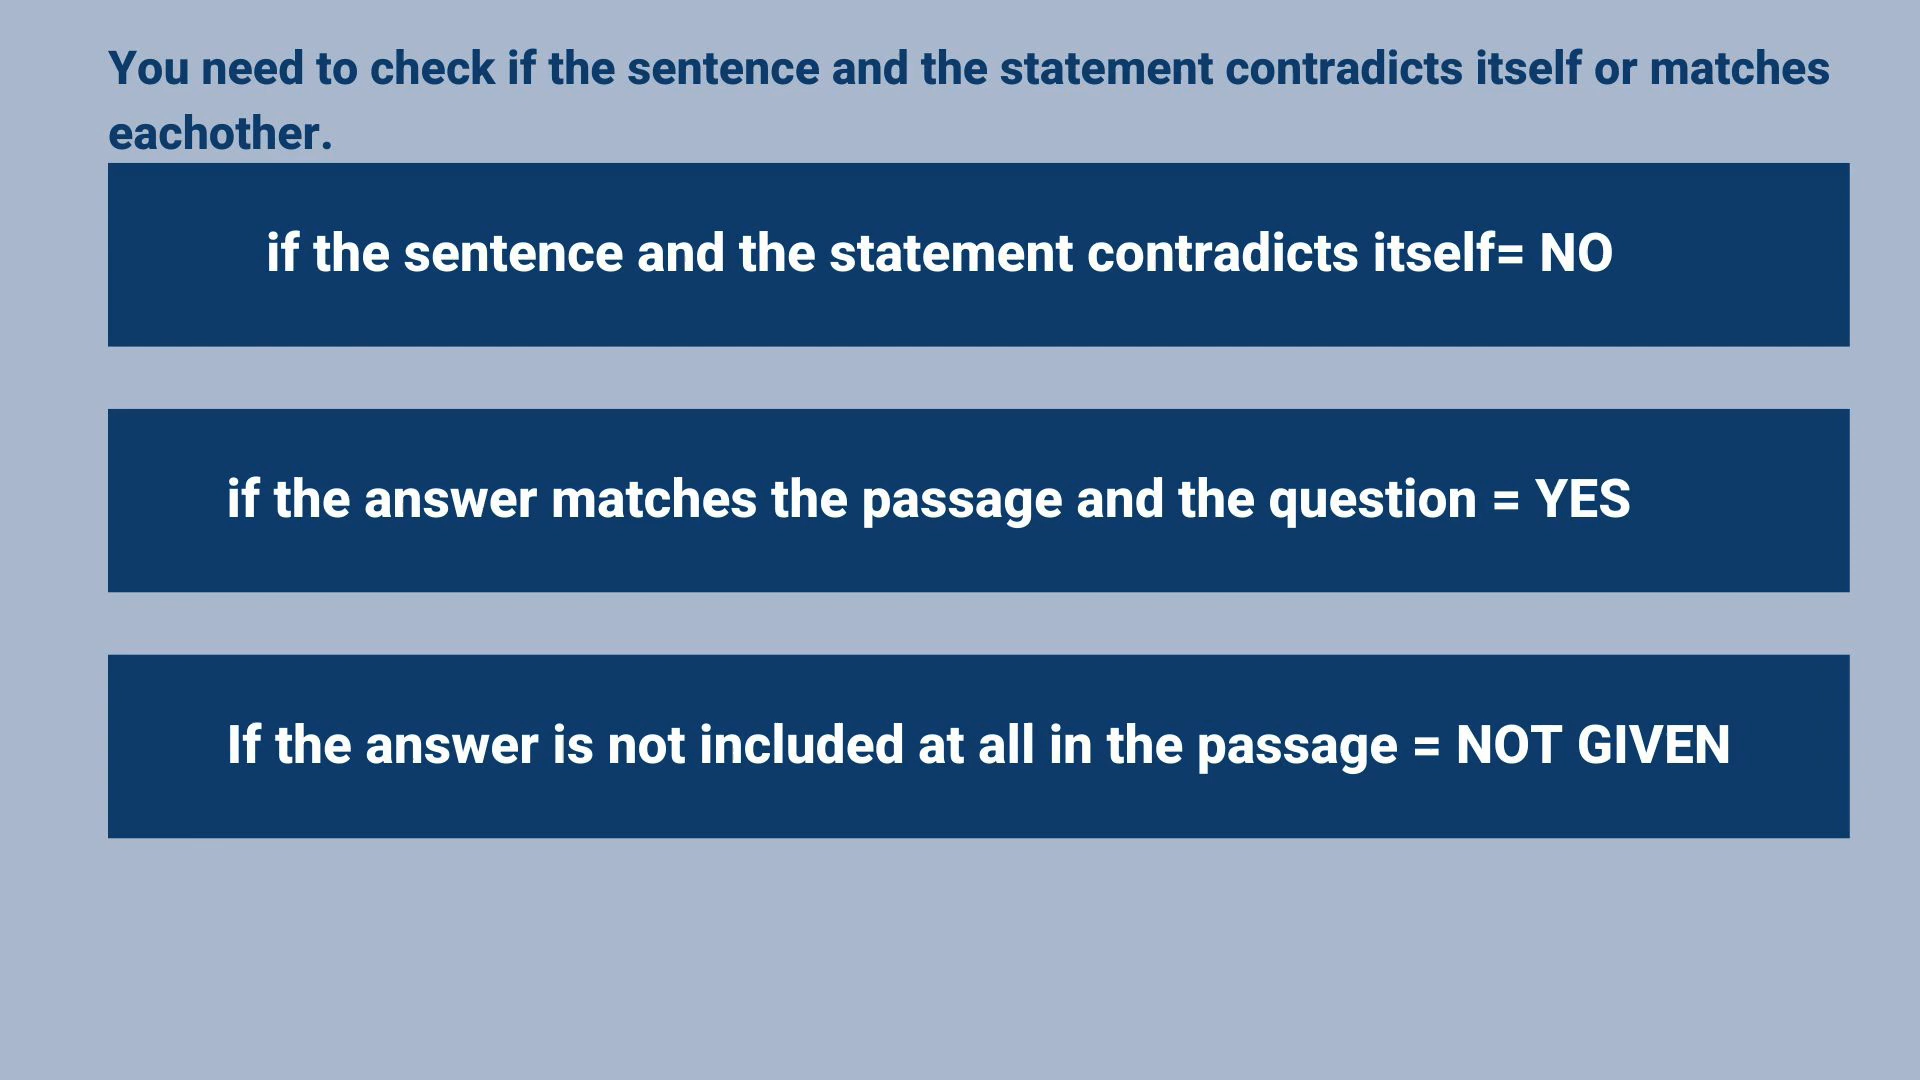 You need to check if the sentence and the statement contradicts itself or matches
eachother.
if the sentence and the statement contradicts itself= NO
if the answer matches the passage and the question = YES
If the answer is not included at all in the passage = NOT GIVEN